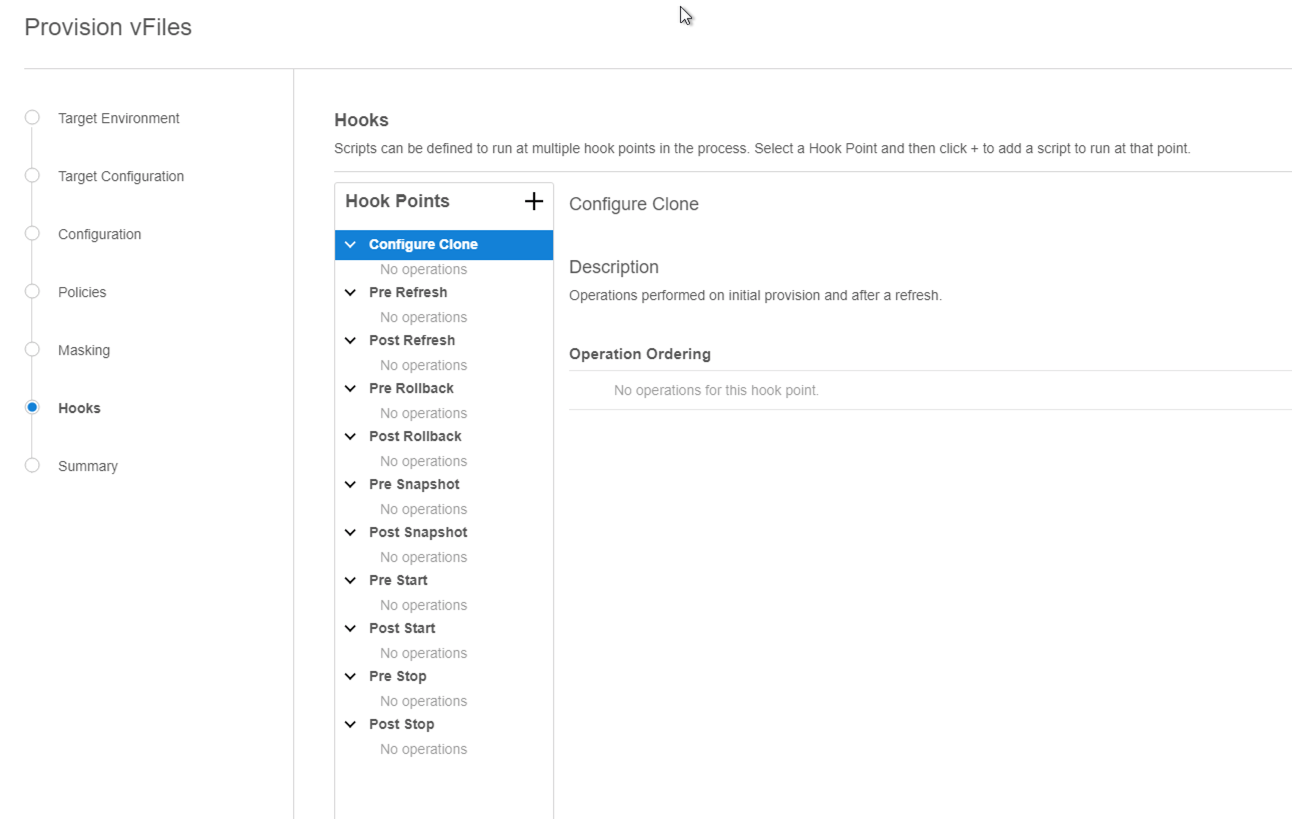 Provision vFiles
Target Environment
Target Configuration
Configuration
Policies
Masking
Hooks
Summary
Hooks
Scripts can be defined to run at multiple hook points in the process. Select a Hook Point and then click + to add a script to run at that point.
Hook Points
Configure Clone
No operations
Pre Refresh
No operations
Post Refresh
No operations
Pre Rollback
No operations
Post Rollback
No operations
Pre Snapshot
No operations
Post Snapshot
No operations
Pre Start
No operations
Post Start
No operations
Pre Stop
No operations
Post Stop
No operations
Configure Clone
Description
Operations performed on initial provision and after a refresh.
Operation Ordering
No operations for this hook point.